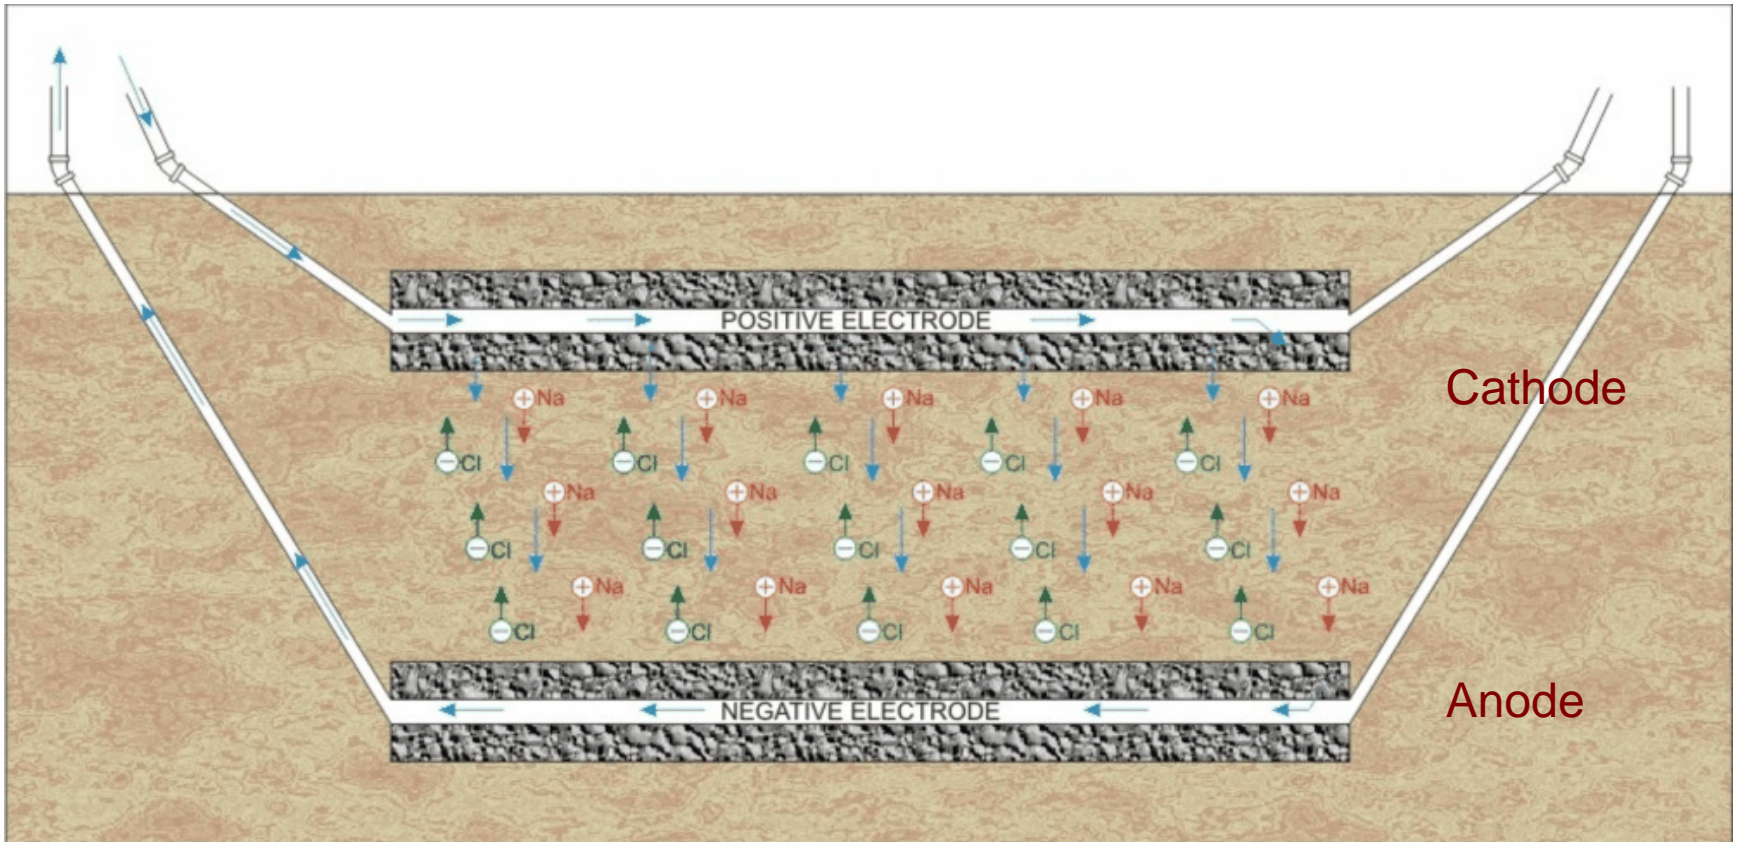 POSITIVE ELECTRODE
Cathode
+Na +Na +Na +Na +Na
−Cl −Cl −Cl −Cl −Cl
+Na +Na +Na +Na +Na
−Cl −Cl −Cl −Cl −Cl
+Na +Na +Na +Na +Na
−Cl −Cl −Cl −Cl −Cl
Anode
NEGATIVE ELECTRODE